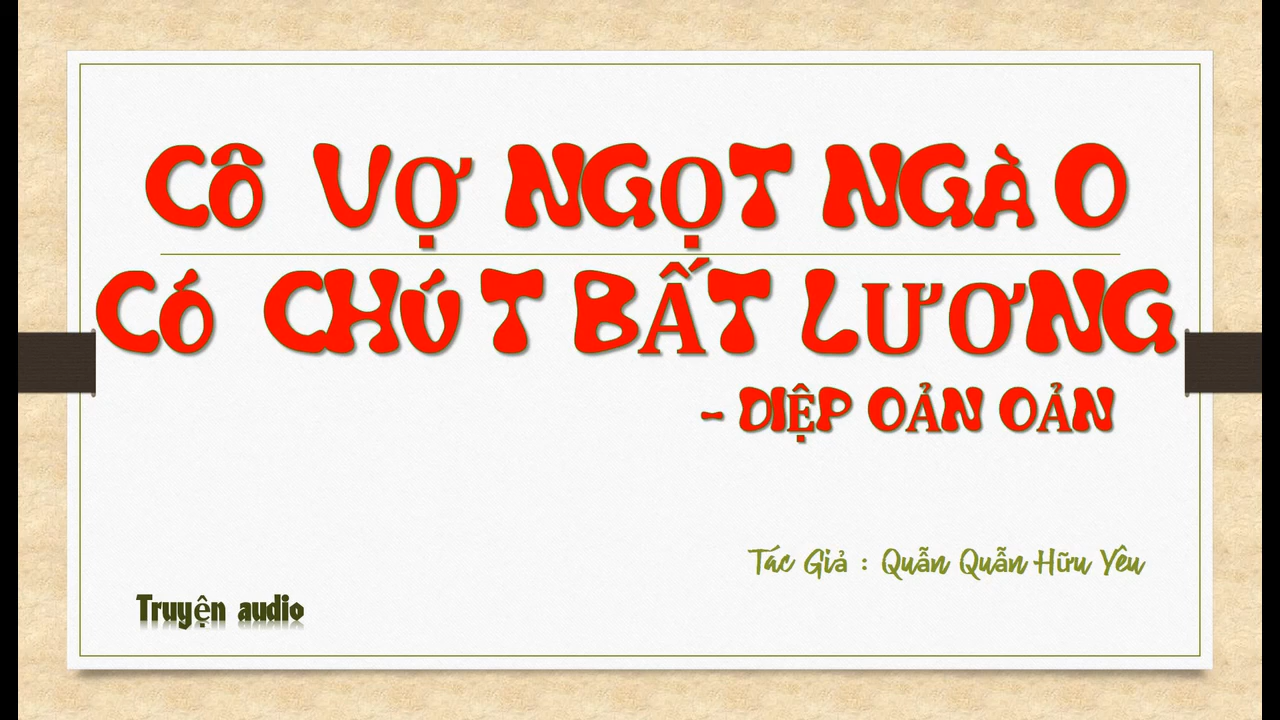 CÔ VỢ NGỌT NGÀO
CÓ CHÚT BẤT LƯƠNG
- DIỆP OẢN OẢN
Tác Giả : Quẫn Quẫn Hữu Yêu
Truyện audio